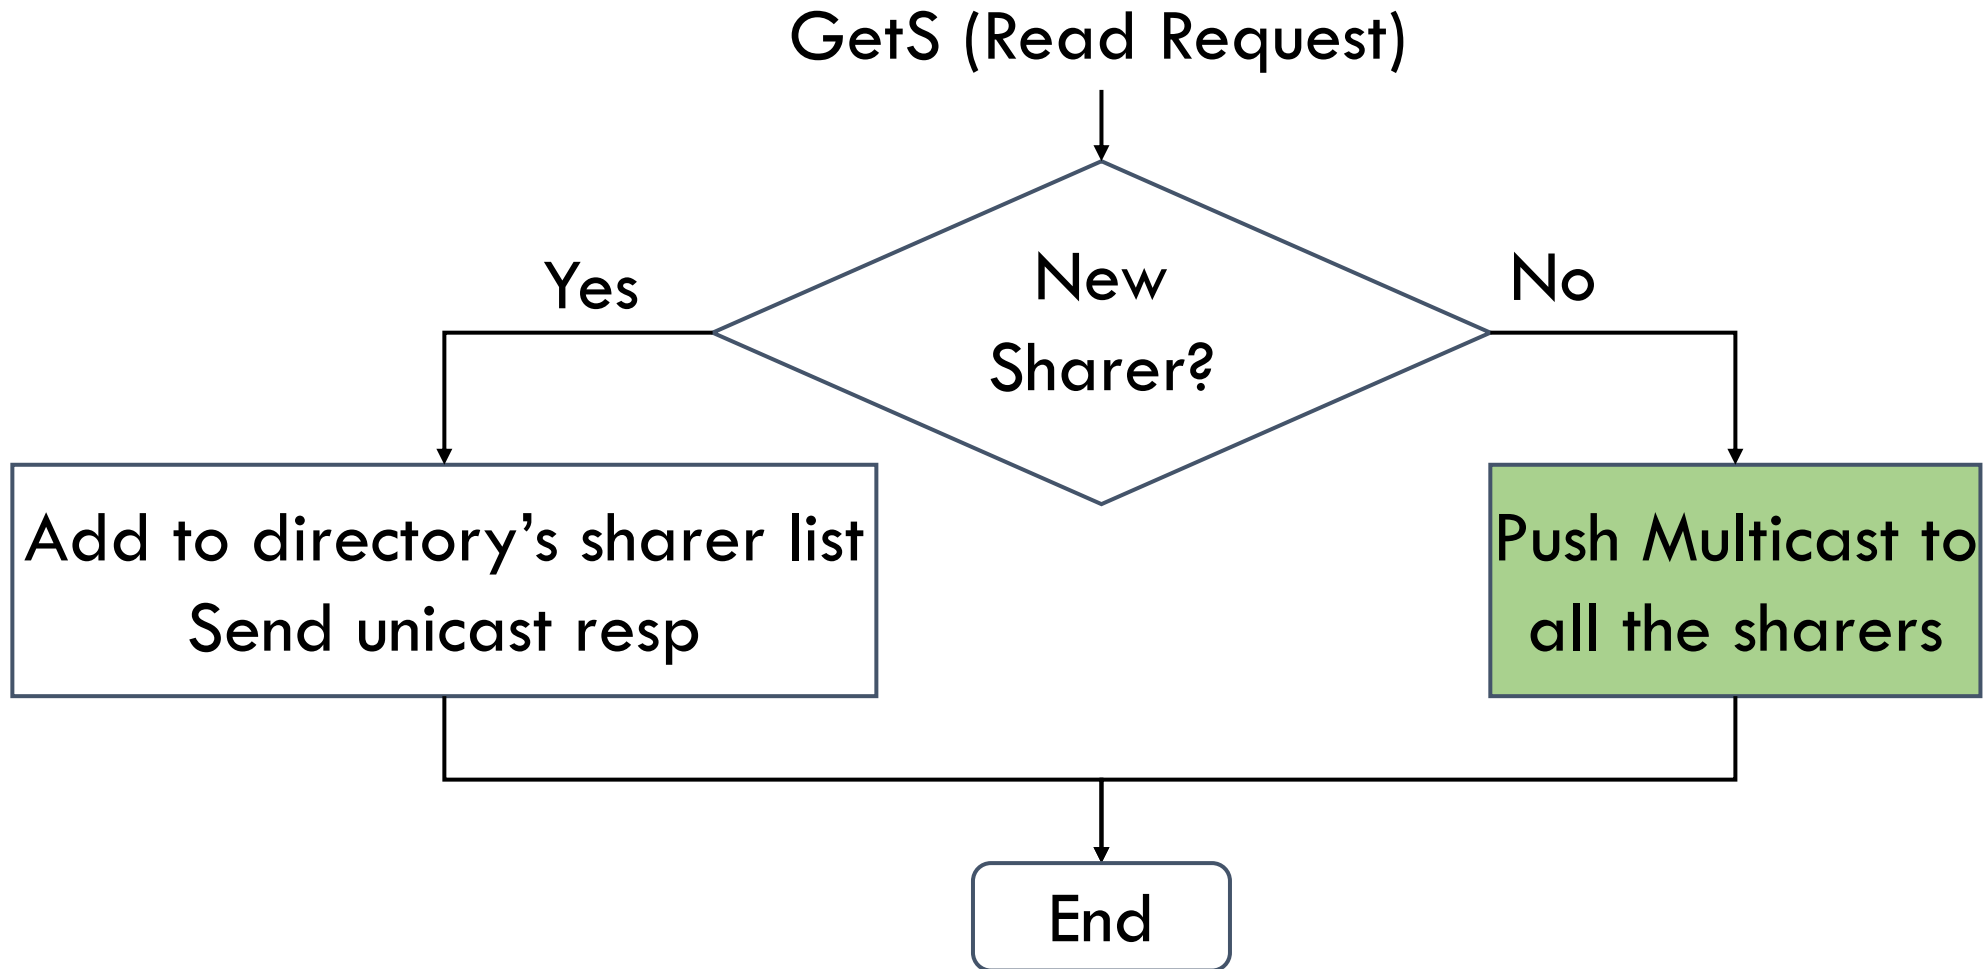 GetS (Read Request)
Yes
New
Sharer?
No
Add to directory’s sharer list
Send unicast resp
Push Multicast to
all the sharers
End